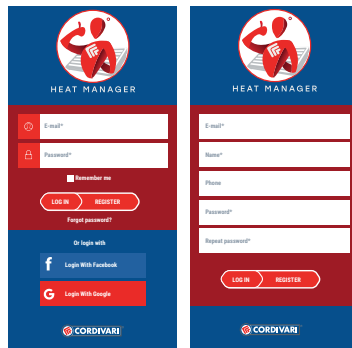 HEAT MANAGER
E-mail*
Password*
Remember me
LOG IN REGISTER
Forgot password?
Or login with
f Login With Facebook
G Login With Google
CORDIVARI
HEAT MANAGER
E-mail*
Name*
Phone
Password*
Repeat password*
LOG IN REGISTER
CORDIVARI